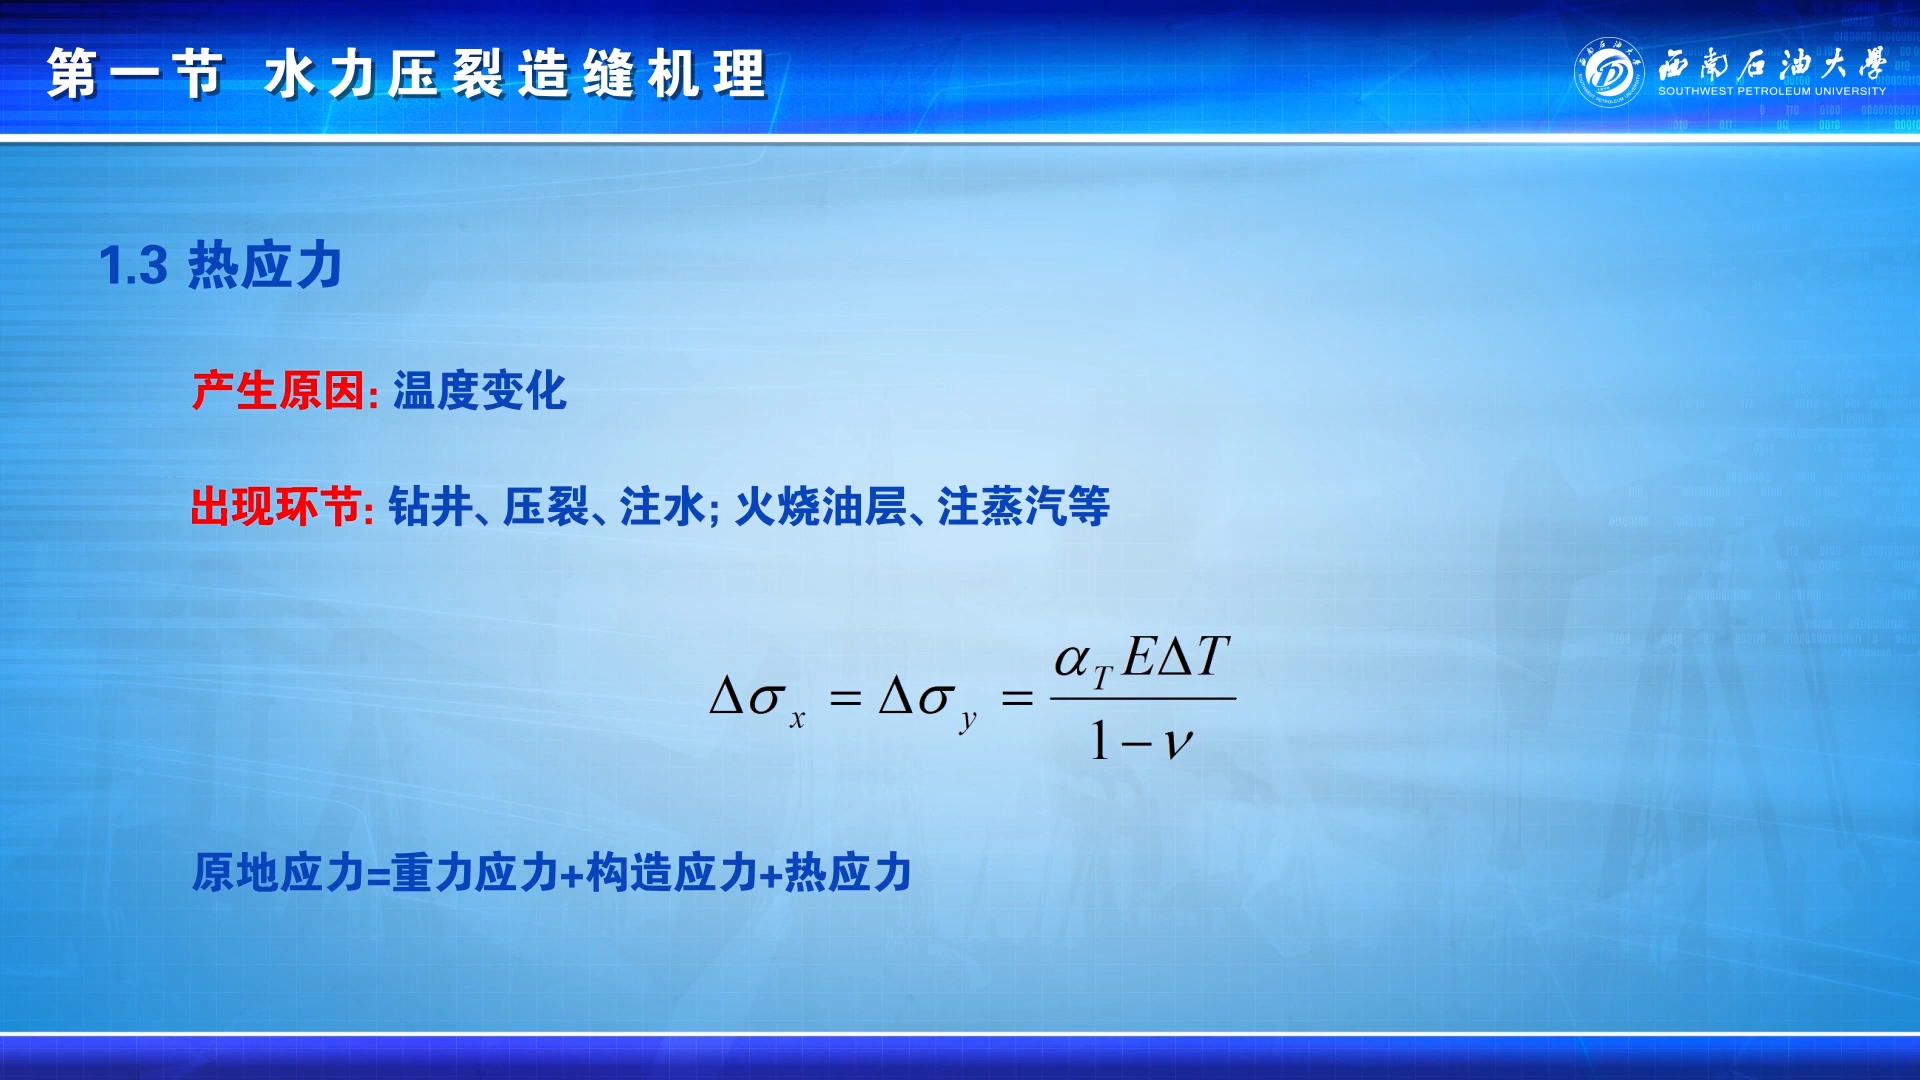 第一节 水力压裂造缝机理
西南石油大学
SOUTHWEST PETROLEUM UNIVERSITY
1.3 热应力
产生原因: 温度变化
出现环节: 钻井、压裂、注水; 火烧油层、注蒸汽等
Δσx = Δσy = αT EΔT / 1−ν
原地应力=重力应力+构造应力+热应力